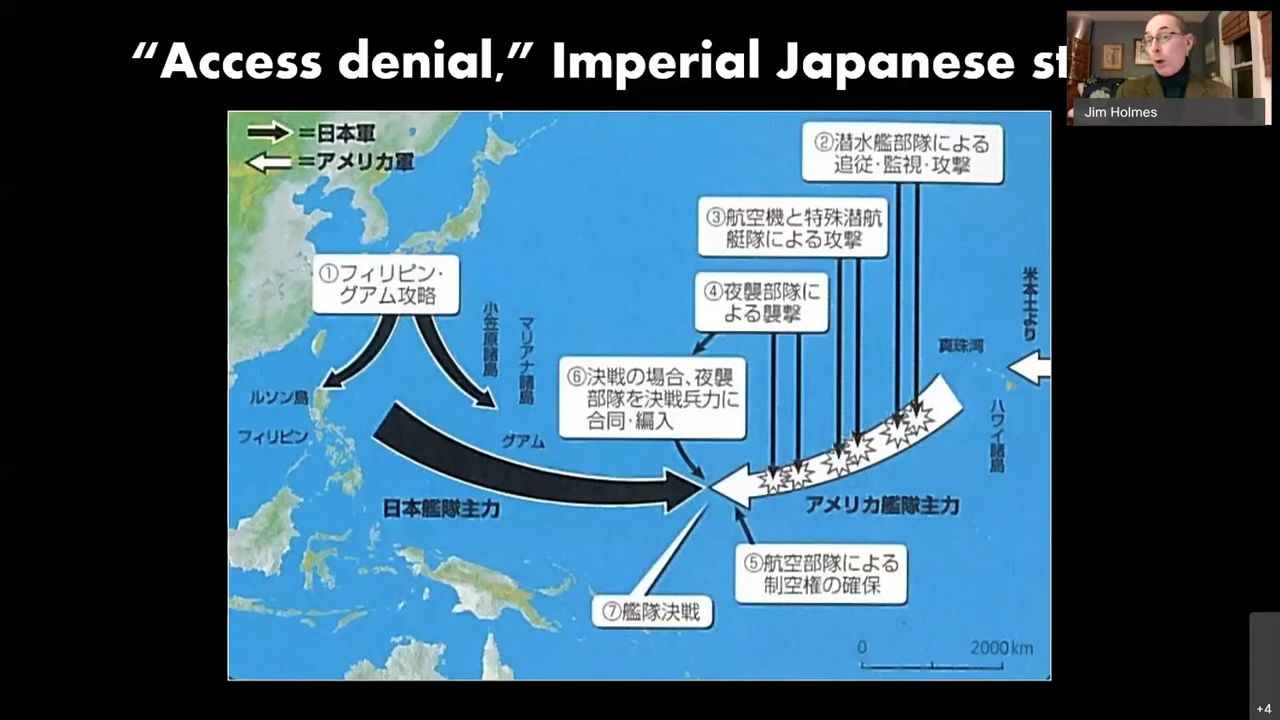 “Access denial,” Imperial Japanese st
Jim Holmes
=日本軍
=アメリカ軍
②潜水艦部隊による
追従・監視・攻撃
③航空機と特殊潜航
艇隊による攻撃
①フィリピン・
グアム攻略
④夜襲部隊に
よる襲撃
米本土より
小笠原諸島
マリアナ諸島
真珠湾
⑥決戦の場合、夜襲
部隊を決戦兵力に
合同・編入
ルソン島
フィリピン
グアム
ハワイ諸島
日本艦隊主力
アメリカ艦隊主力
⑤航空部隊による
制空権の確保
⑦艦隊決戦
0 2000km
+4